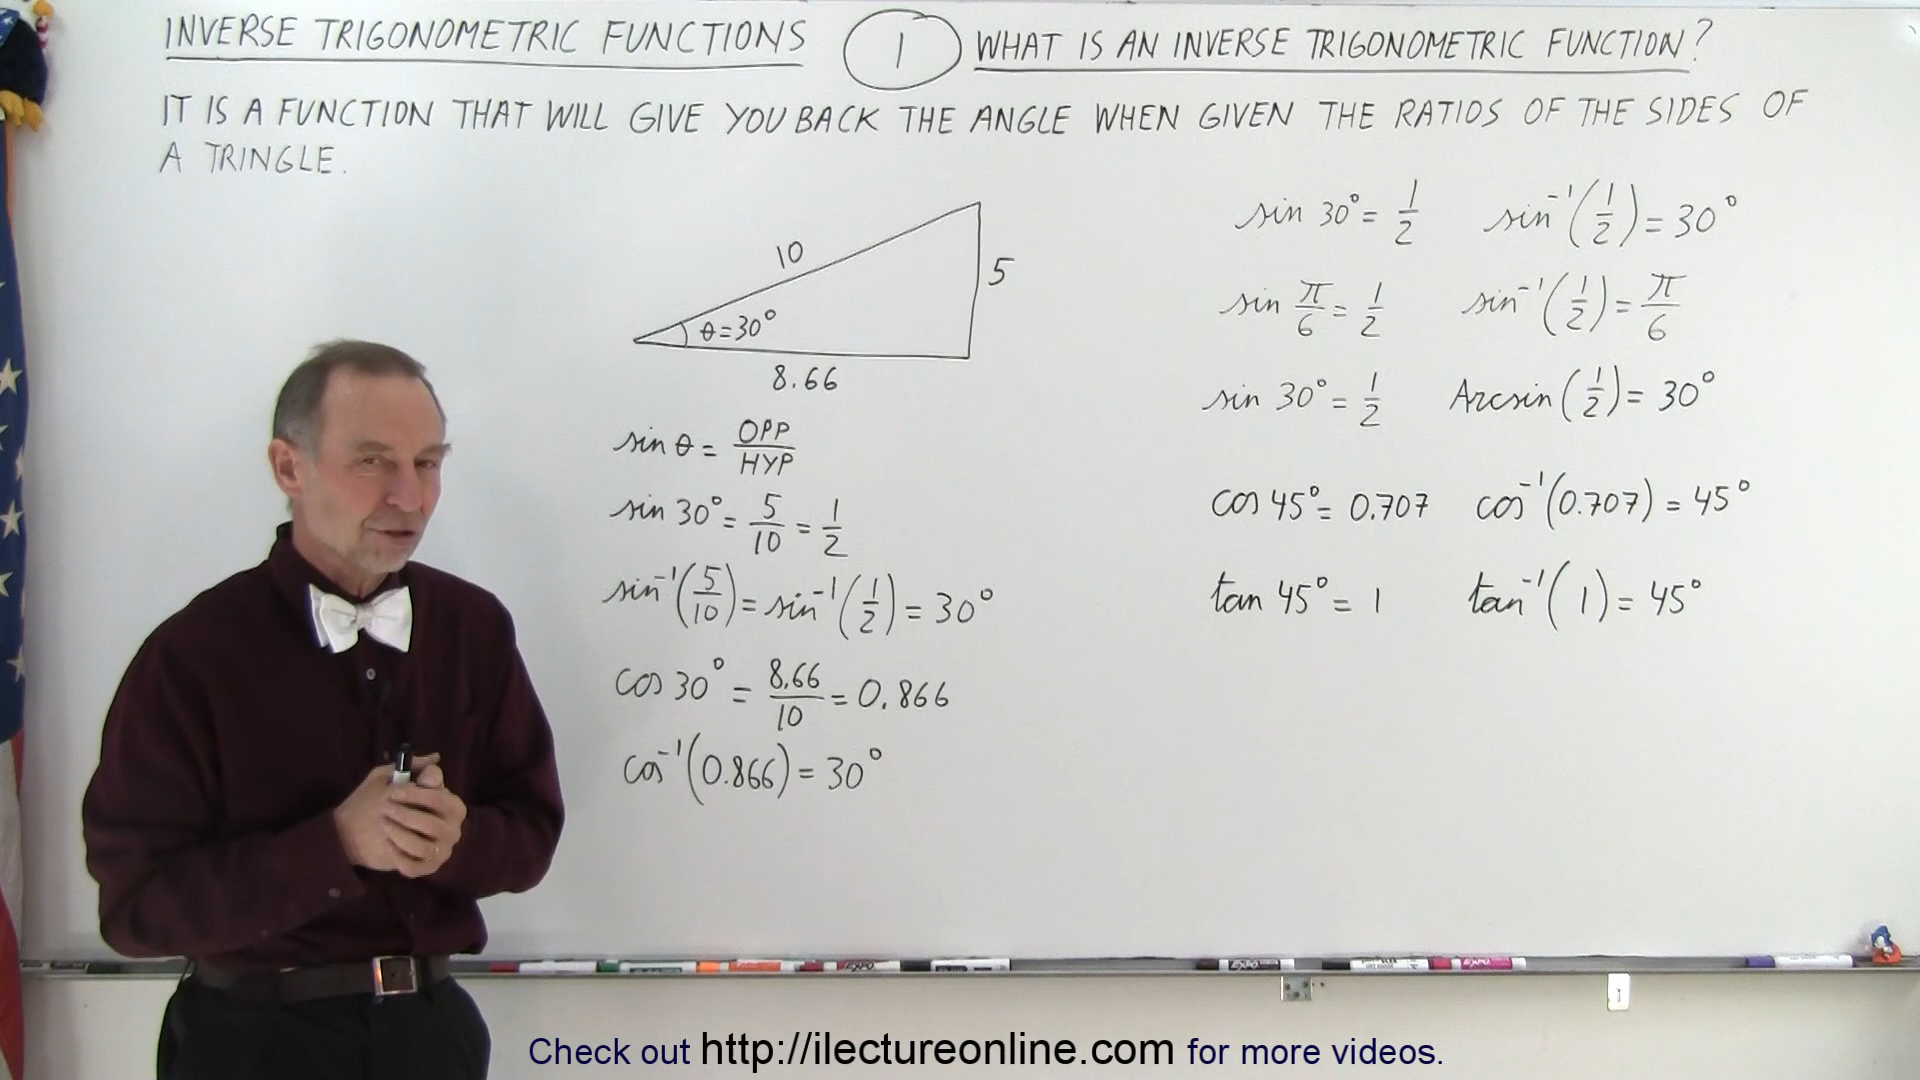 INVERSE TRIGONOMETRIC FUNCTIONS 1 WHAT IS AN INVERSE TRIGONOMETRIC FUNCTION?
IT IS A FUNCTION THAT WILL GIVE YOU BACK THE ANGLE WHEN GIVEN THE RATIOS OF THE SIDES OF
A TRINGLE.
10
5
θ=30°
8.66
sin θ = OPP/HYP
sin 30° = 5/10 = 1/2
sin⁻¹(5/10) = sin⁻¹(1/2) = 30°
cos 30° = 8.66/10 = 0.866
cos⁻¹(0.866) = 30°
sin 30° = 1/2 sin⁻¹(1/2) = 30°
sin π/6 = 1/2 sin⁻¹(1/2) = π/6
sin 30° = 1/2 Arcsin(1/2) = 30°
cos 45° = 0.707 cos⁻¹(0.707) = 45°
tan 45° = 1 tan⁻¹(1) = 45°
EXPO
EXPO
EXPO
Check out http://ilectureonline.com for more videos.